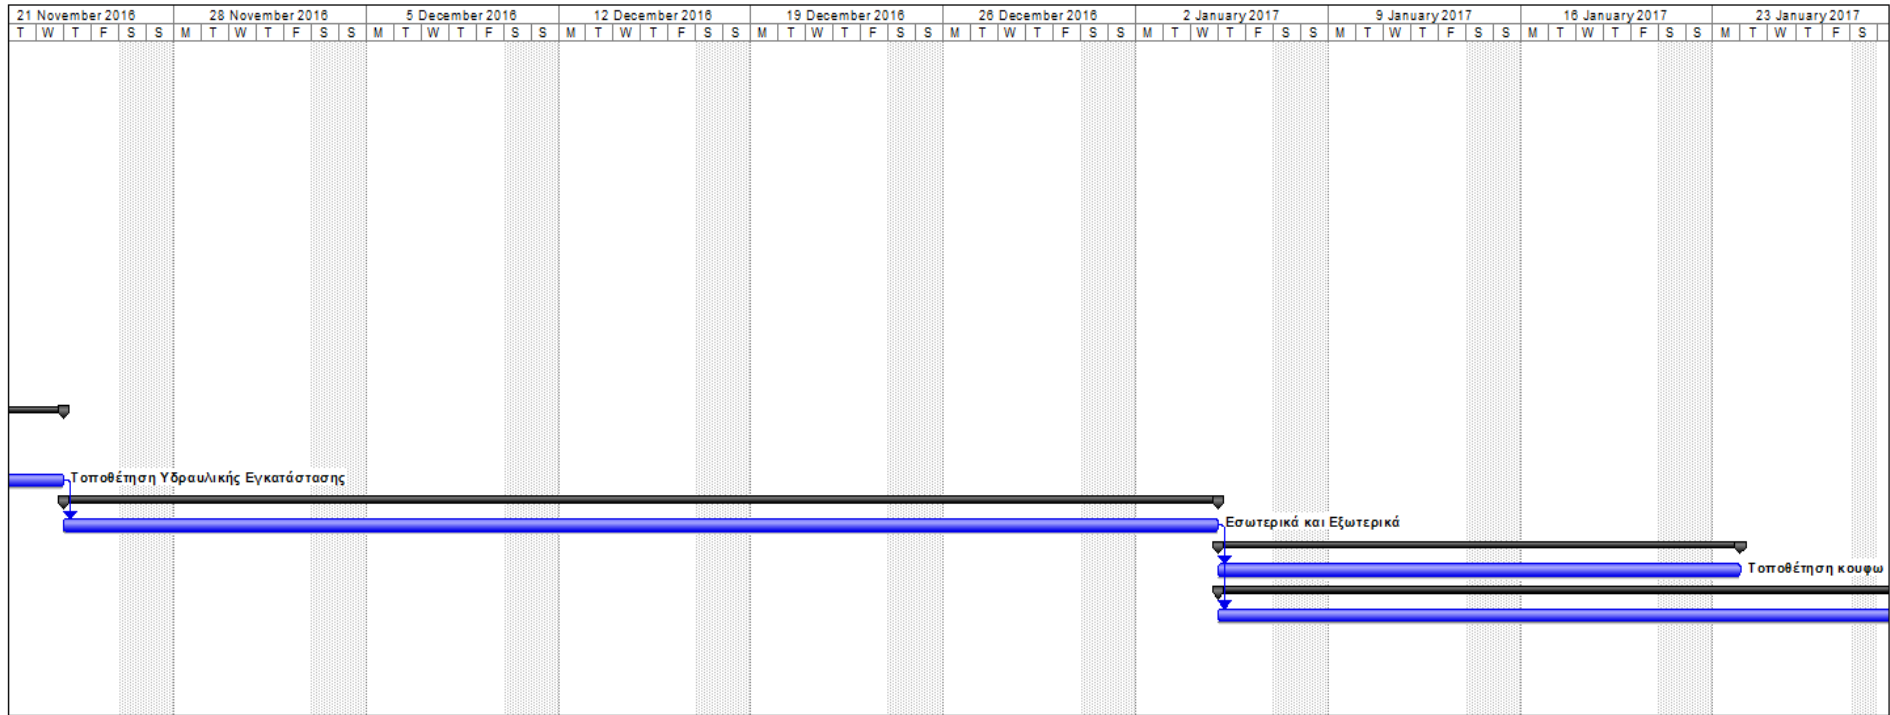 21 November 2016 28 November 2016 5 December 2016 12 December 2016 19 December 2016 26 December 2016 2 January 2017 9 January 2017 16 January 2017 23 January 2017
T W T F S S M T W T F S S M T W T F S S M T W T F S S M T W T F S S M T W T F S S M T W T F S S M T W T F S S M T W T F S S M T W T F S
Τοποθέτηση Υδραυλικής Εγκατάστασης
Εσωτερικά και Εξωτερικά
Τοποθέτηση κουφω